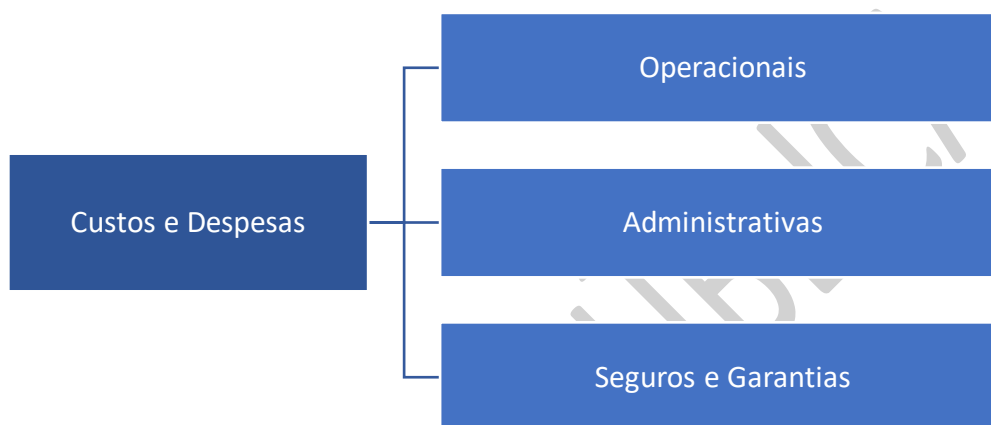 Operacionais
Custos e Despesas
Administrativas
Seguros e Garantias